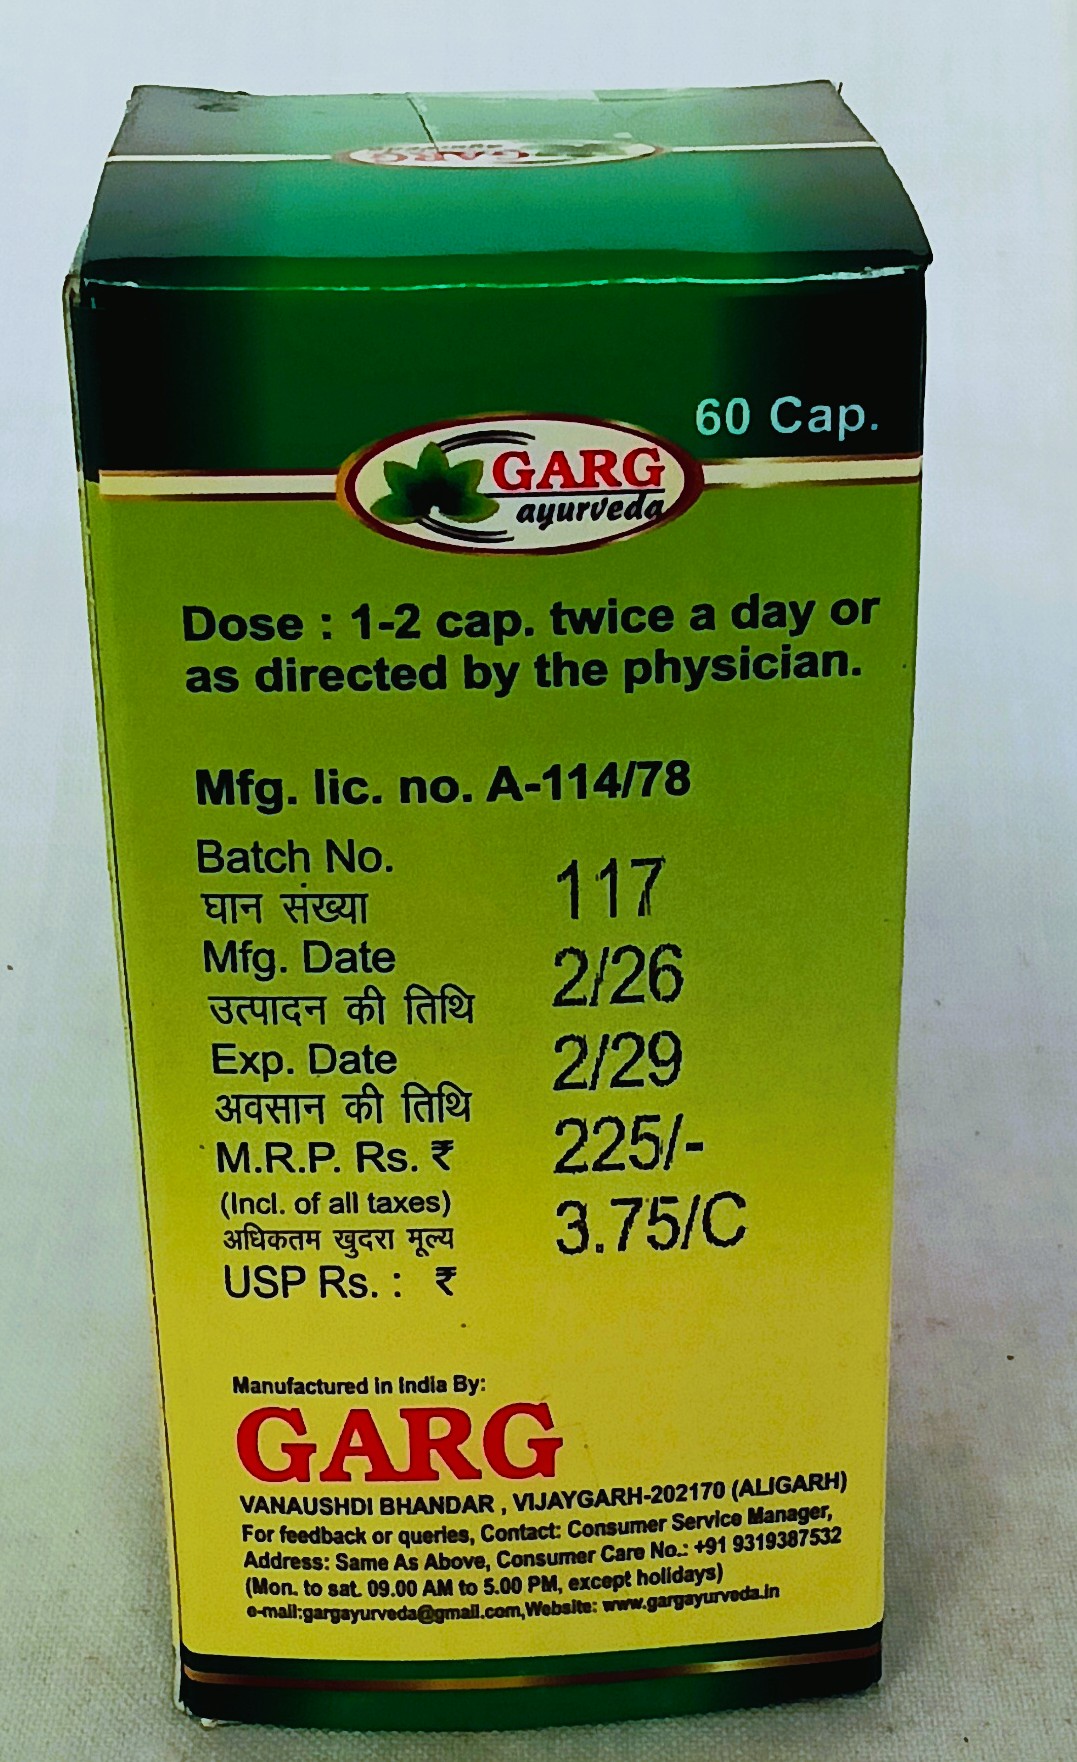 GARG
60 Cap.
GARG
ayurveda
Dose : 1-2 cap. twice a day or
as directed by the physician.
Mfg. lic. no. A-114/78
Batch No. 117
घान संख्या
Mfg. Date 2/26
उत्पादन की तिथि
Exp. Date 2/29
अवसान की तिथि
M.R.P. Rs. ₹ 225/-
(Incl. of all taxes)
अधिकतम खुदरा मूल्य
USP Rs. : ₹ 3.75/C
Manufactured in India By:
GARG
VANAUSHDI BHANDAR , VIJAYGARH-202170 (ALIGARH)
For feedback or queries, Contact: Consumer Service Manager,
Address: Same As Above, Consumer Care No.: +91 9319387532
(Mon. to sat. 09.00 AM to 5.00 PM, except holidays)
e-mail:gargayurveda@gmail.com,Website: www.gargayurveda.in